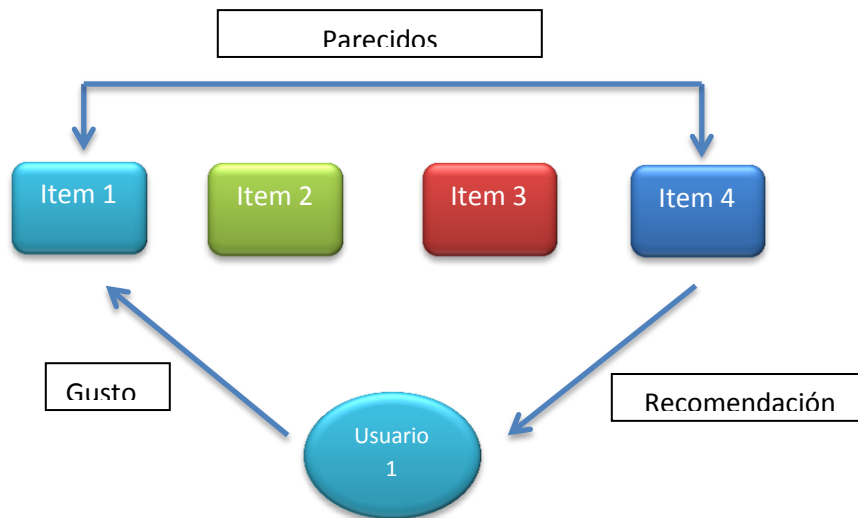 Parecidos
Item 1
Item 2
Item 3
Item 4
Gusto
Recomendación
Usuario
1